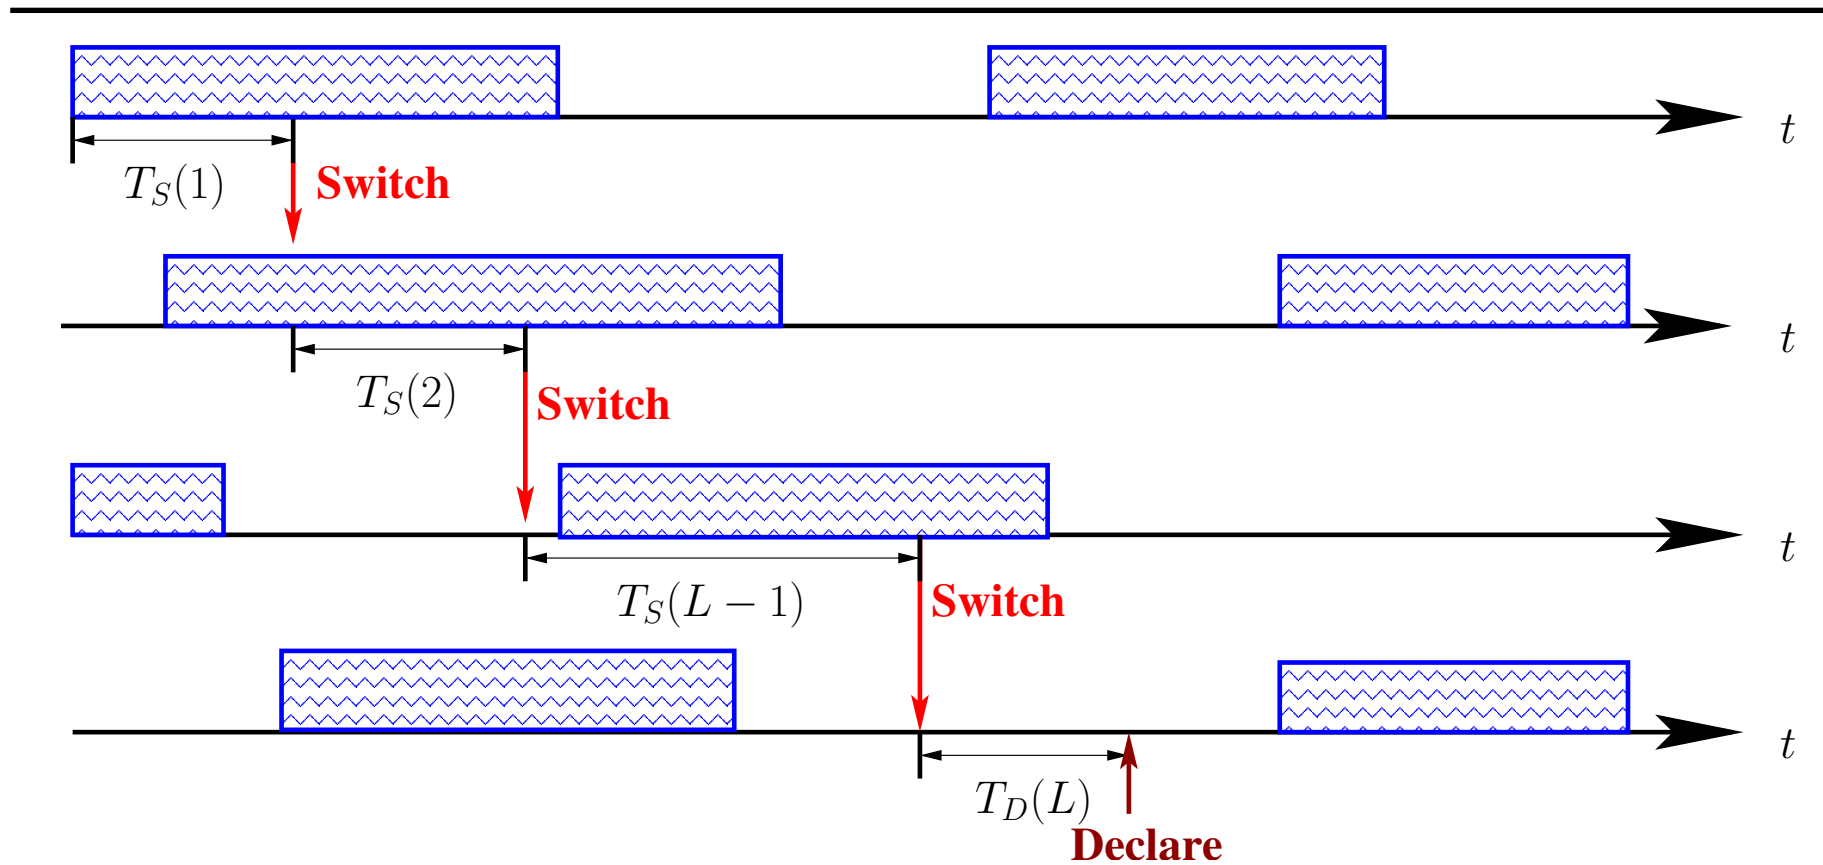 t
T_S(1)
Switch
t
T_S(2)
Switch
t
T_S(L − 1)
Switch
t
T_D(L)
Declare